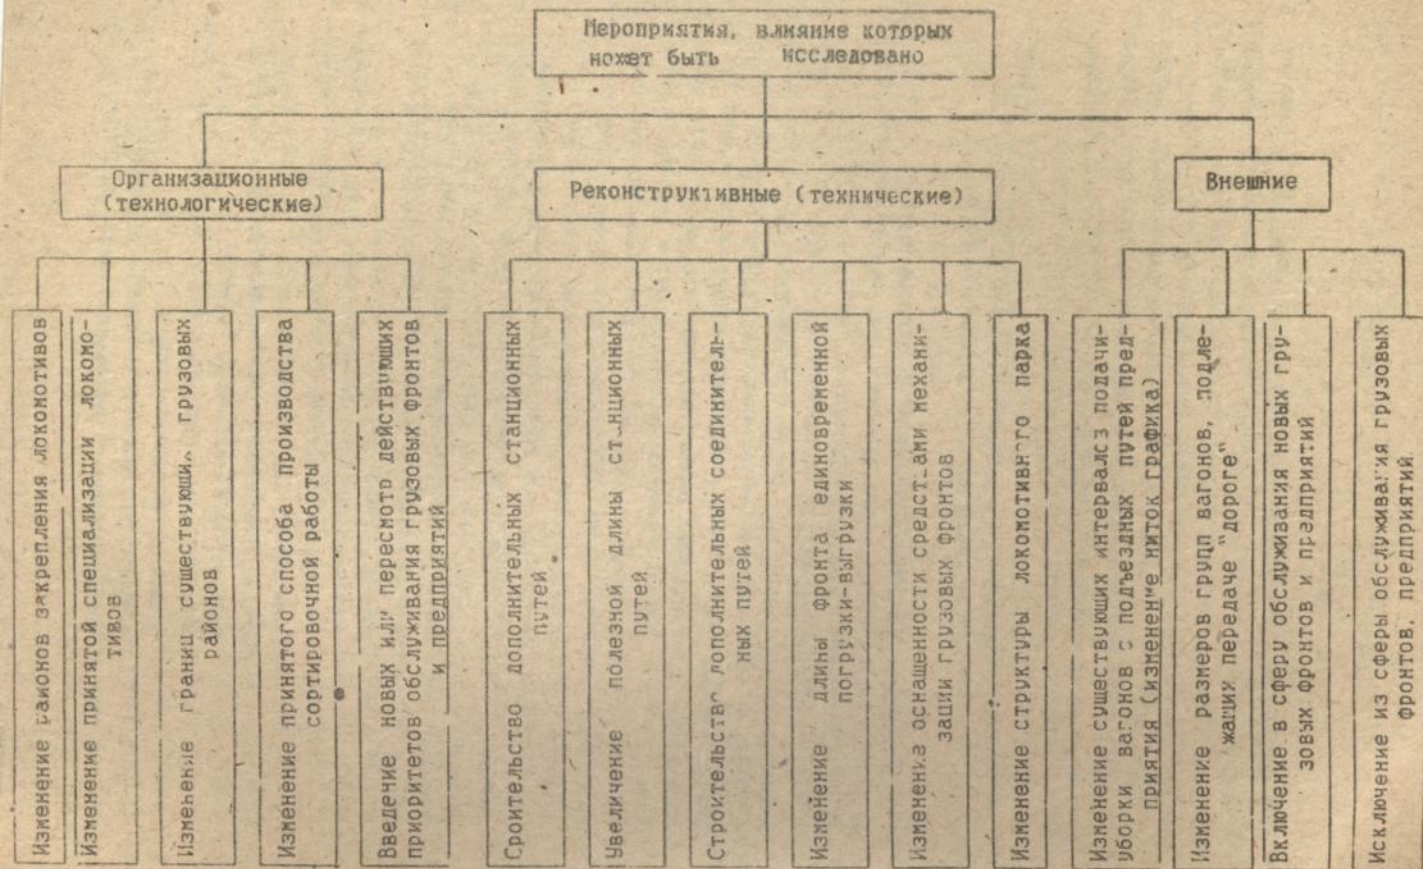 Мероприятия, влияние которых
может быть исследовано
Организационные
(технологические)
Реконструктивные (технические)
Внешние
Изменение районов закрепления локомотивов
Изменение принятой специализации локомо-
тивов
Изменение границ существующих грузовых
районов
Изменение принятого способа производства
сортировочной работы
Введение новых или пересмотр действующих
приоритетов обслуживания грузовых фронтов
и предприятий
Сроительство дополнительных станционных
путей
Увеличение полезной длины станционных
путей
Строительство дополнительных соединитель-
ных путей
Изменение длины фронта единовременной
погрузки-выгрузки
Изменения оснащенности средствами механи-
зации грузовых фронтов
Изменение структуры локомотивного парка
Изменение существующих интервалов подачи-
уборки вагонов с подъездных путей пред-
приятия (изменение ниток графика)
Изменение размеров групп вагонов, подле-
жащих передаче "дороге"
Включение в сферу обслуживания новых гру-
зовых фронтов и предприятий
Исключение из сферы обслуживания грузовых
фронтов, предприятий